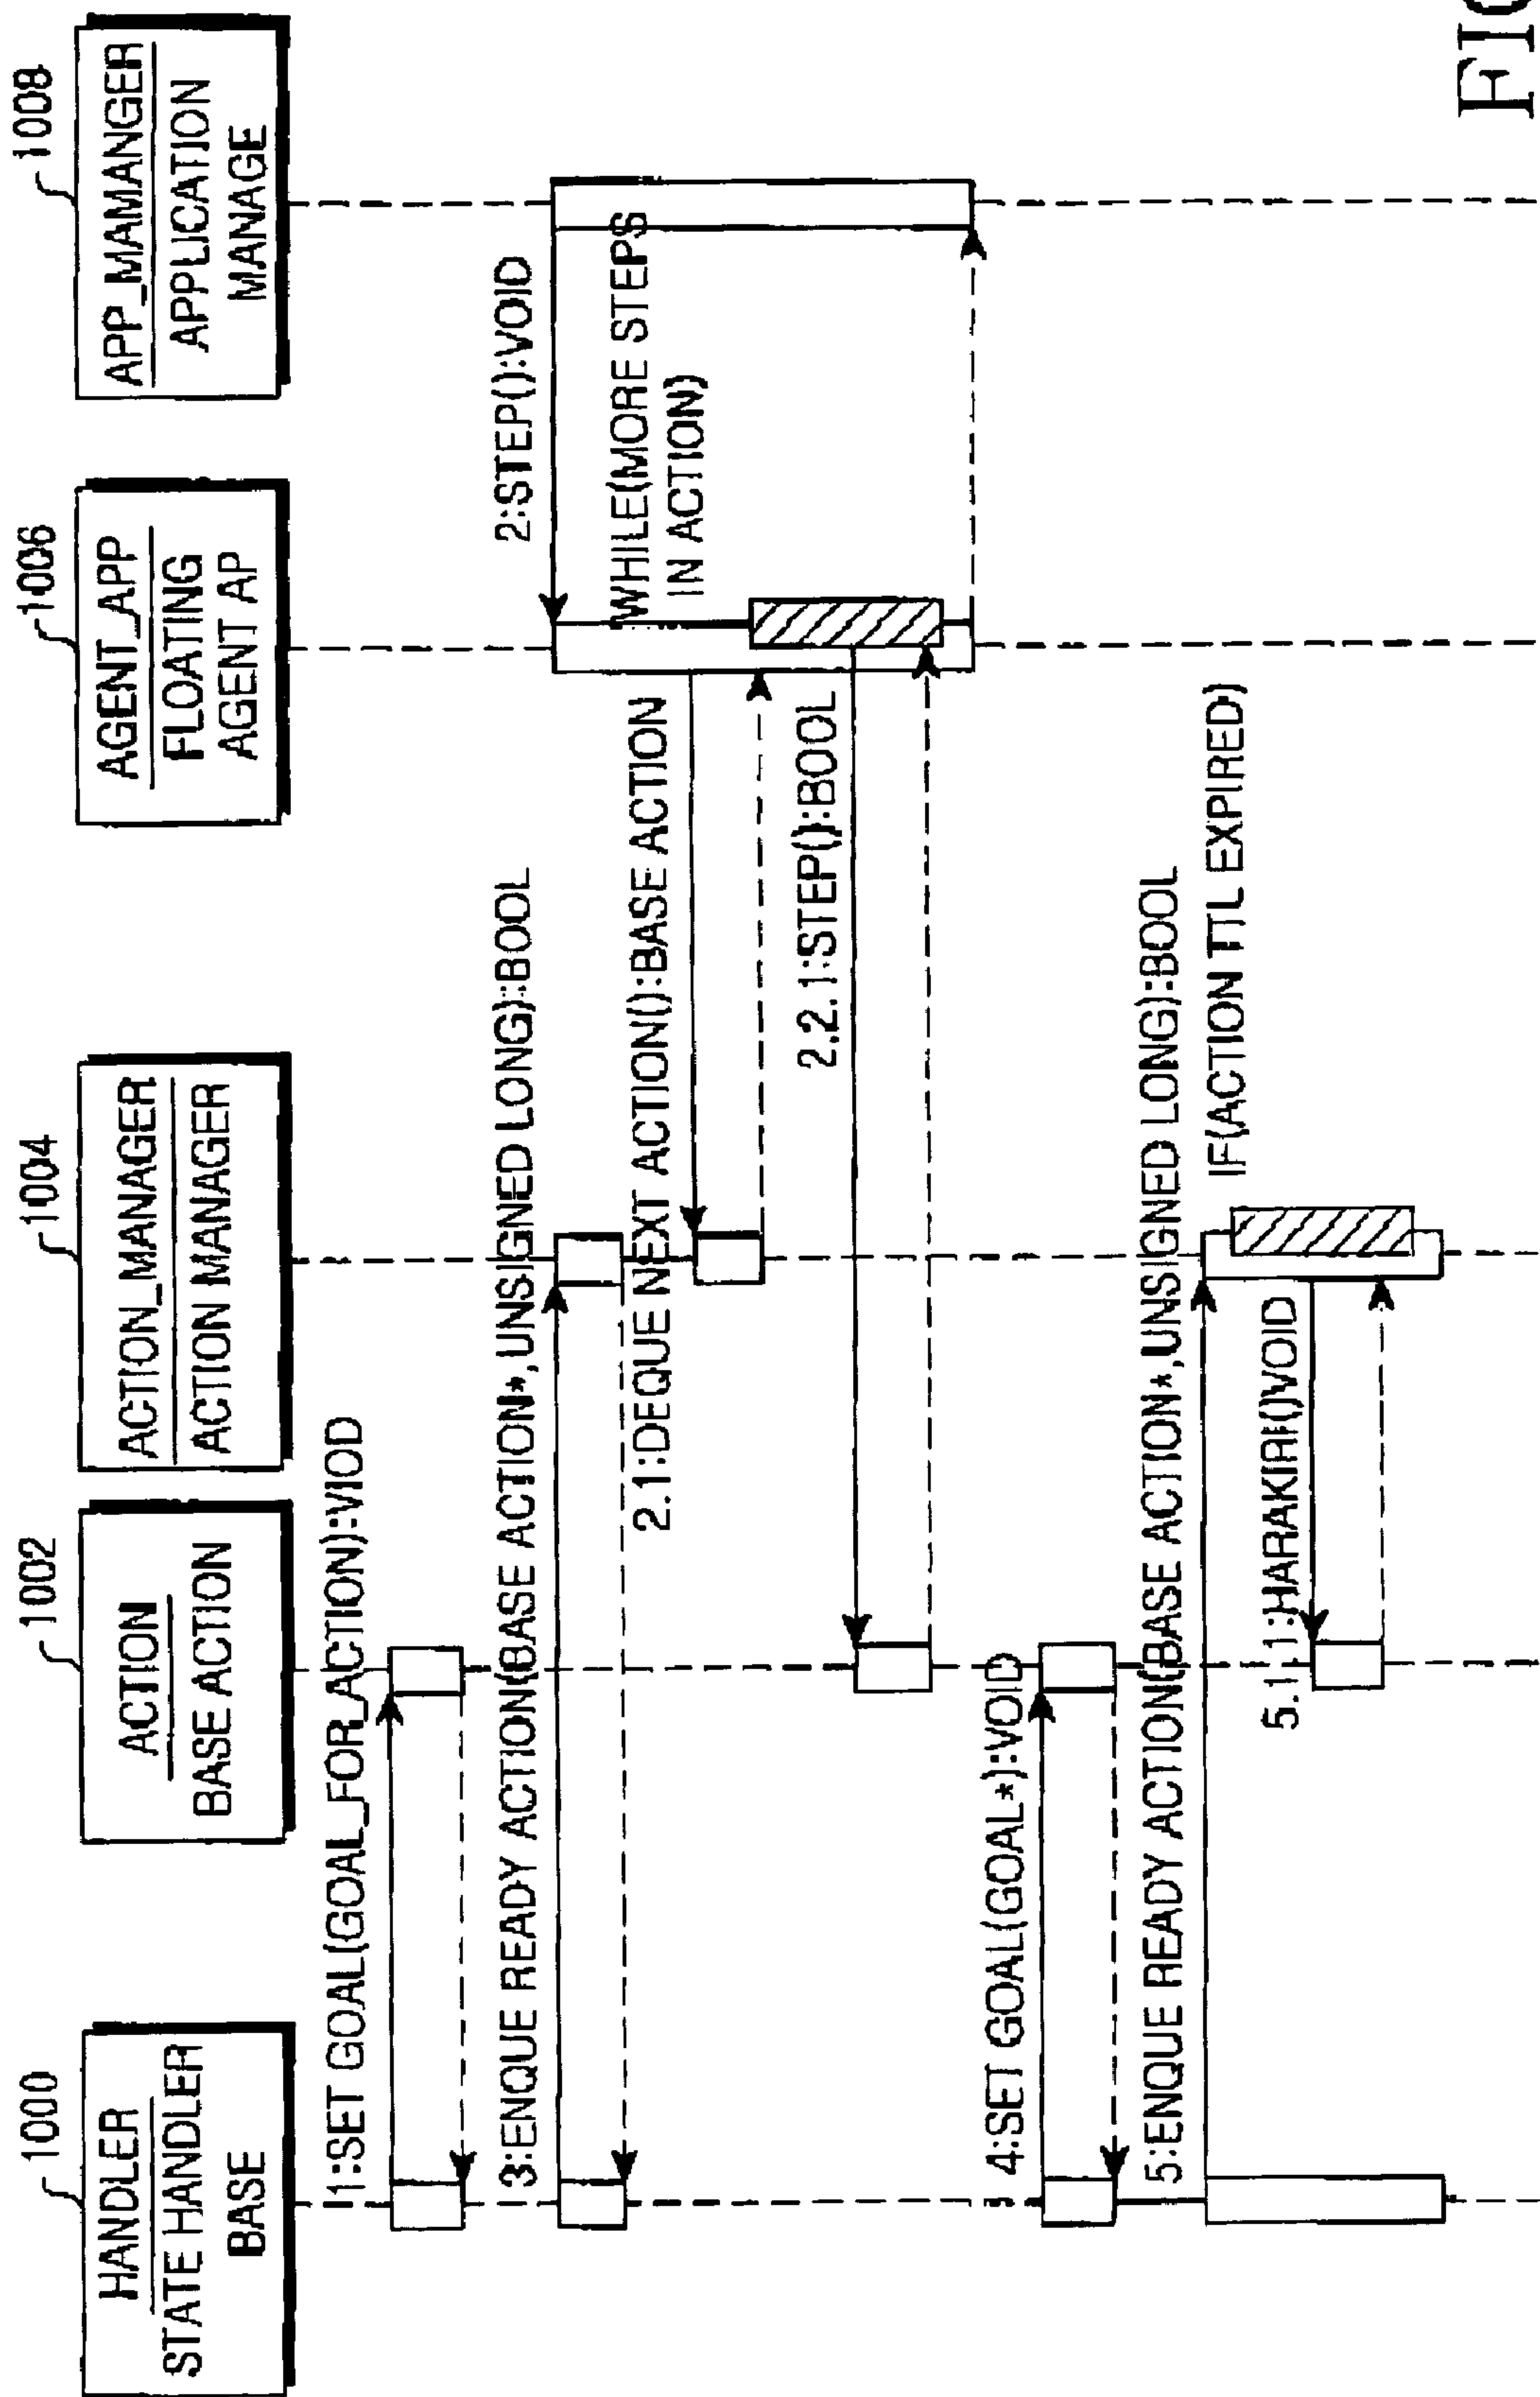 1000
HANDLER
STATE HANDLER
BASE
1002
ACTION
BASE ACTION
1004
ACTION_MANAGER
ACTION MANAGER
1006
AGENT_APP
FLOATING
AGENT AP
1008
APP_MAMANGER
APPLICATION
MANAGE
1:SET GOAL(GOAL_FOR_ACTION):VIOD
3:ENQUE READY ACTION(BASE ACTION*,UNSIGNED LONG):BOOL
2:STEP():VOID
WHILE(MORE STEPS
IN ACTION)
2.1:DEQUE NEXT ACTION():BASE ACTION
2.2.1:STEP():BOOL
4:SET GOAL(GOAL*):VOID
5:ENQUE READY ACTION(BASE ACTION*,UNSIGNED LONG):BOOL
IF(ACTION TTL EXPIRED)
5.1.1:HARAKIRI()VOID